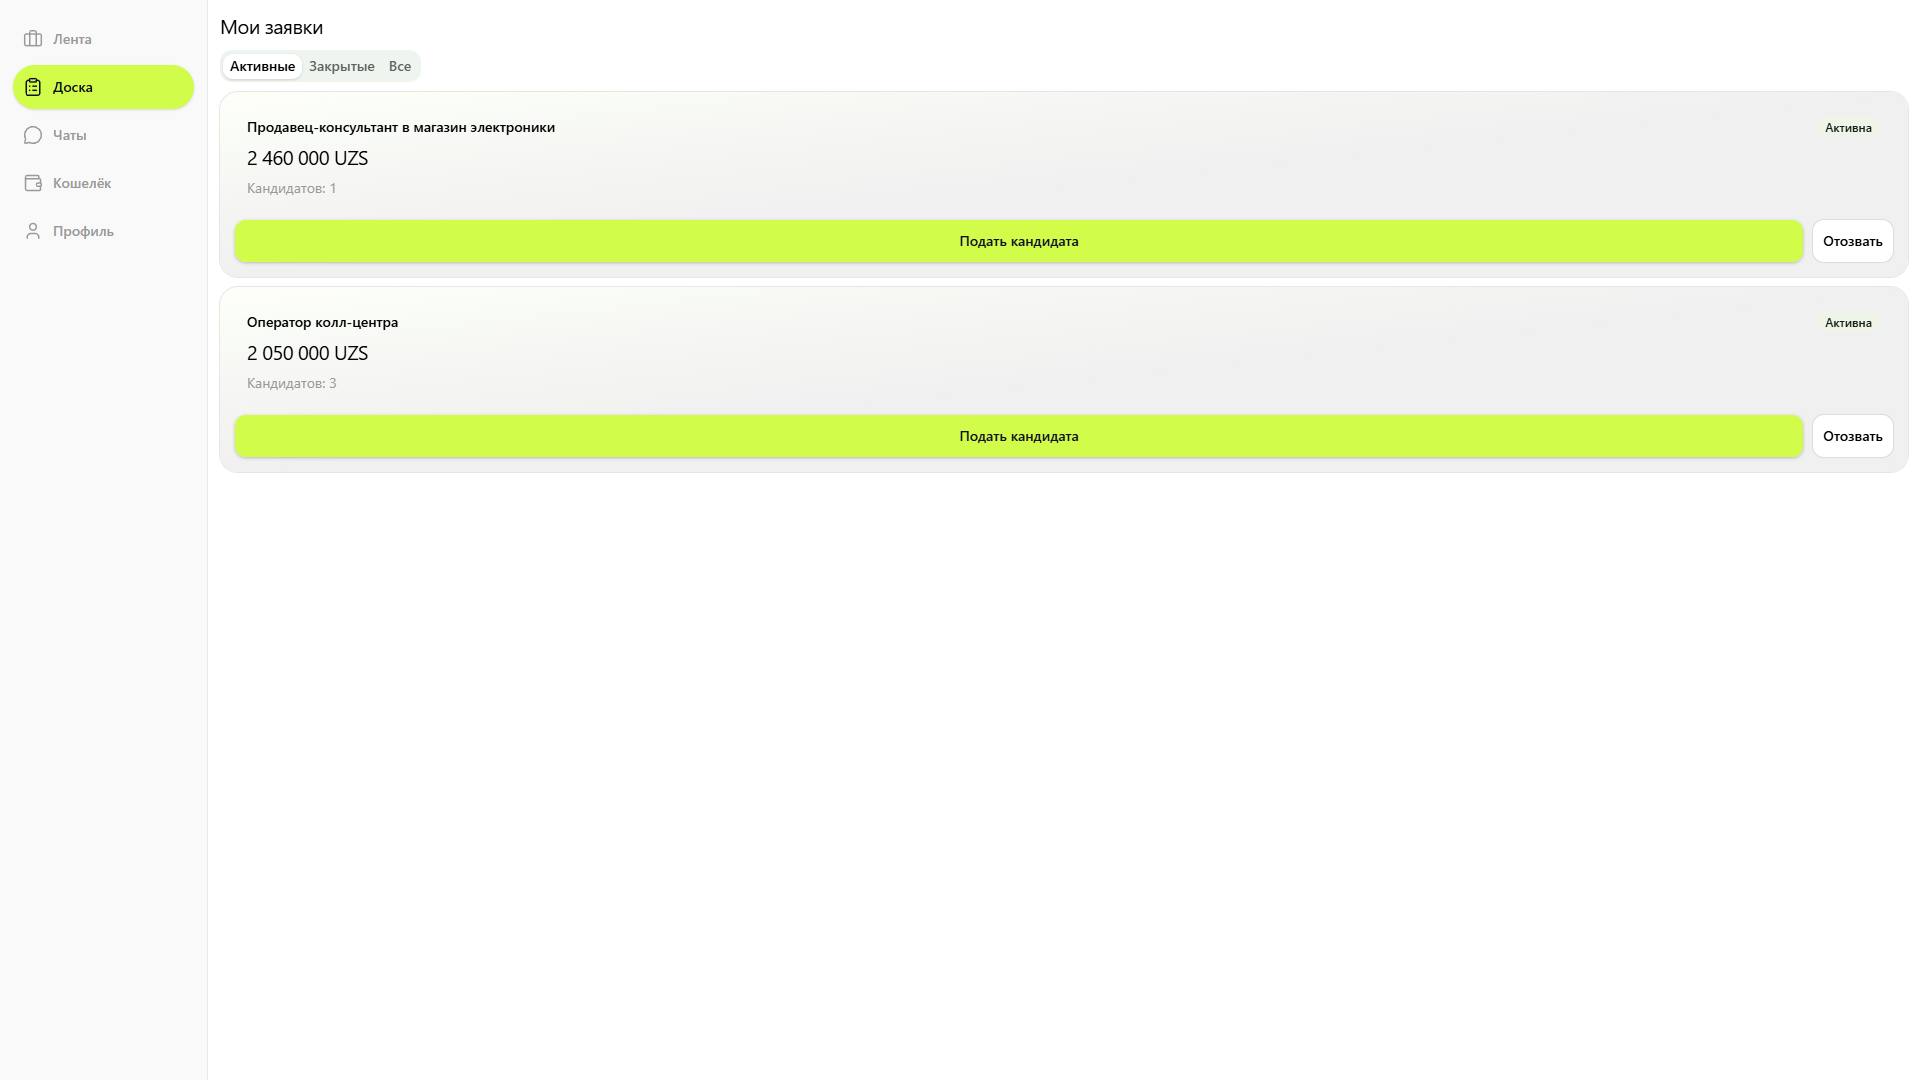 Лента
Доска
Чаты
Кошелёк
Профиль
Мои заявки
Активные Закрытые Все
Продавец-консультант в магазин электроники
Активна
2 460 000 UZS
Кандидатов: 1
Подать кандидата
Отозвать
Оператор колл-центра
Активна
2 050 000 UZS
Кандидатов: 3
Подать кандидата
Отозвать